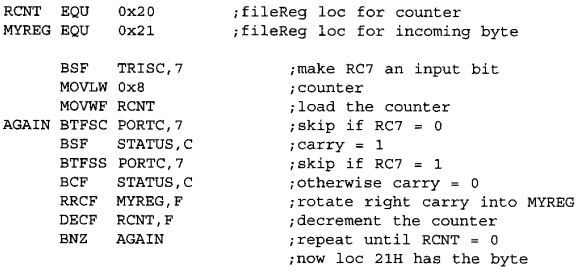 RCNT EQU 0x20 ;fileReg loc for counter
MYREG EQU 0x21 ;fileReg loc for incoming byte
BSF TRISC,7 ;make RC7 an input bit
MOVLW 0x8 ;counter
MOVWF RCNT ;load the counter
AGAIN BTFSC PORTC,7 ;skip if RC7 = 0
BSF STATUS,C ;carry = 1
BTFSS PORTC,7 ;skip if RC7 = 1
BCF STATUS,C ;otherwise carry = 0
RRCF MYREG,F ;rotate right carry into MYREG
DECF RCNT,F ;decrement the counter
BNZ AGAIN ;repeat until RCNT = 0
;now loc 21H has the byte